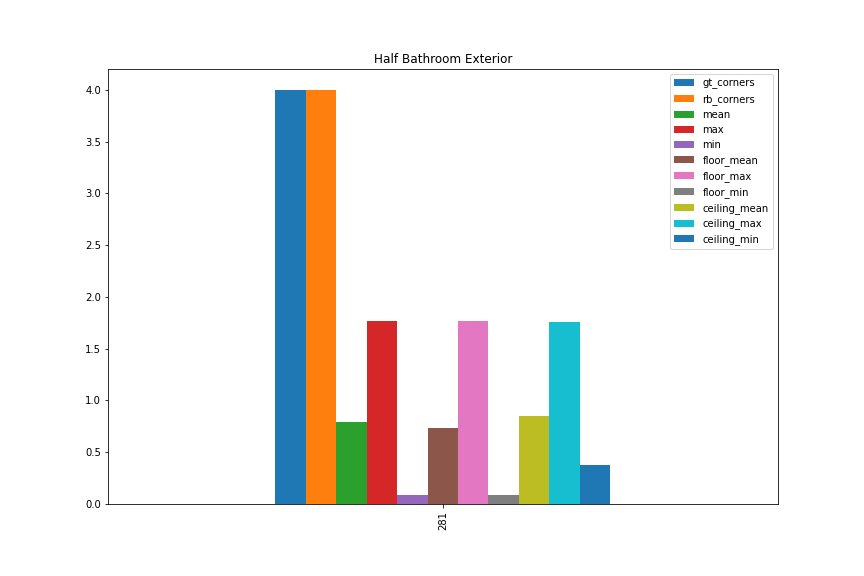 Half Bathroom Exterior
gt_corners
rb_corners
mean
max
min
floor_mean
floor_max
floor_min
ceiling_mean
ceiling_max
ceiling_min
4.0
3.5
3.0
2.5
2.0
1.5
1.0
0.5
0.0
281